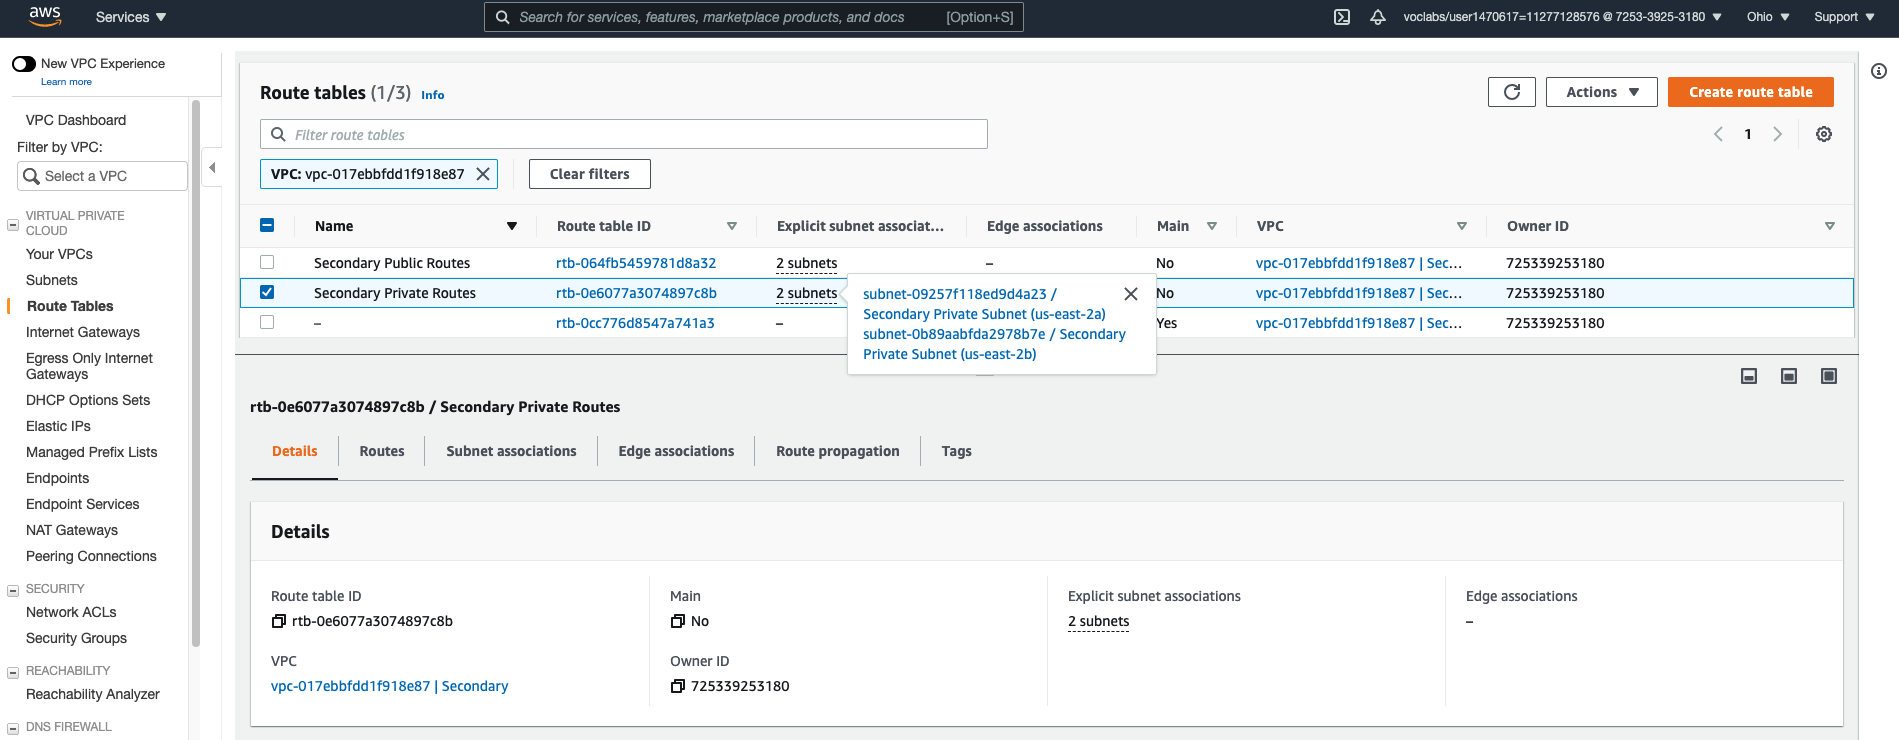 aws
Services ▼
Search for services, features, marketplace products, and docs
[Option+S]
voclabs/user1470617=11277128576 @ 7253-3925-3180 ▼
Ohio ▼
Support ▼
New VPC Experience
Learn more
VPC Dashboard
Filter by VPC:
Select a VPC
VIRTUAL PRIVATE
CLOUD
Your VPCs
Subnets
Route Tables
Internet Gateways
Egress Only Internet
Gateways
DHCP Options Sets
Elastic IPs
Managed Prefix Lists
Endpoints
Endpoint Services
NAT Gateways
Peering Connections
SECURITY
Network ACLs
Security Groups
REACHABILITY
Reachability Analyzer
DNS FIREWALL
Route tables (1/3) Info
Actions ▼
Create route table
Filter route tables
1
VPC: vpc-017ebbfdd1f918e87
Clear filters
Name Route table ID Explicit subnet associat... Edge associations Main VPC Owner ID
Secondary Public Routes rtb-064fb5459781d8a32 2 subnets – No vpc-017ebbfdd1f918e87 | Sec... 725339253180
Secondary Private Routes rtb-0e6077a3074897c8b 2 subnets No vpc-017ebbfdd1f918e87 | Sec... 725339253180
– rtb-0cc776d8547a741a3 – Yes vpc-017ebbfdd1f918e87 | Sec... 725339253180
subnet-09257f118ed9d4a23 /
Secondary Private Subnet (us-east-2a)
subnet-0b89aabfda2978b7e / Secondary
Private Subnet (us-east-2b)
rtb-0e6077a3074897c8b / Secondary Private Routes
Details Routes Subnet associations Edge associations Route propagation Tags
Details
Route table ID
rtb-0e6077a3074897c8b
Main
No
Explicit subnet associations
2 subnets
Edge associations
–
VPC
vpc-017ebbfdd1f918e87 | Secondary
Owner ID
725339253180